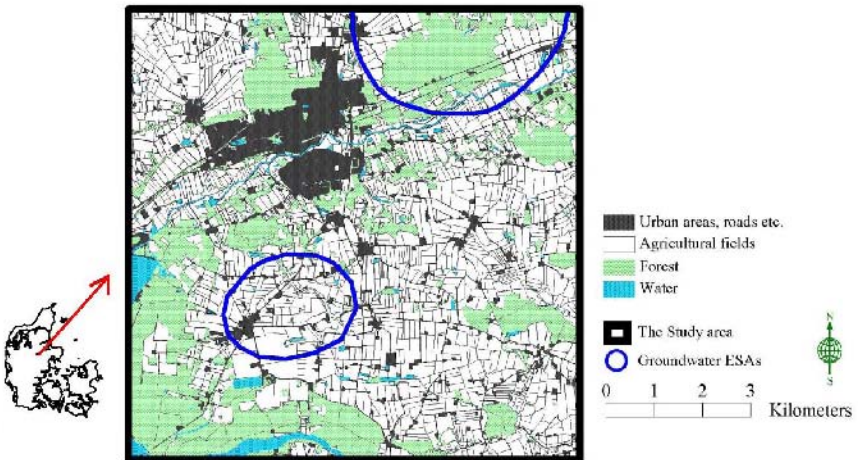 Urban areas, roads etc.
Agricultural fields
Forest
Water
The Study area
Groundwater ESAs
N
S
0 1 2 3
Kilometers